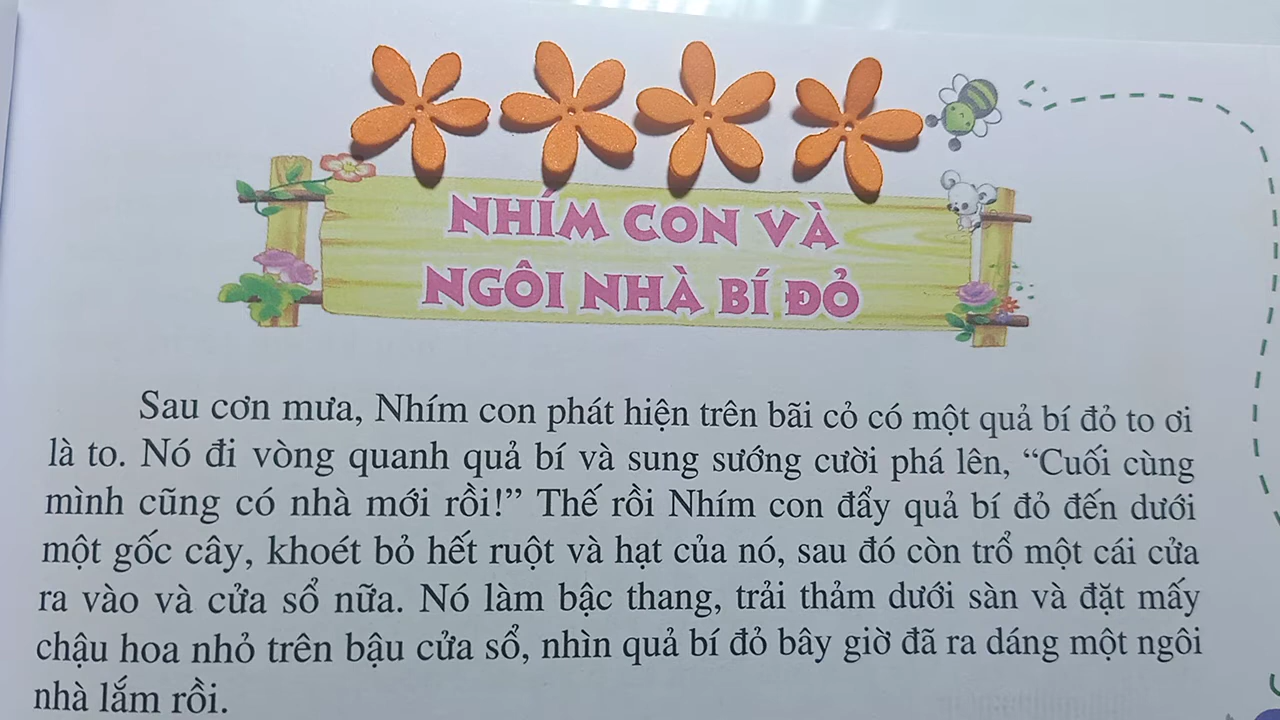 NHÍM CON VÀ
NGÔI NHÀ BÍ ĐỎ
Sau cơn mưa, Nhím con phát hiện trên bãi cỏ có một quả bí đỏ to ơi
là to. Nó đi vòng quanh quả bí và sung sướng cười phá lên, “Cuối cùng
mình cũng có nhà mới rồi!” Thế rồi Nhím con đẩy quả bí đỏ đến dưới
một gốc cây, khoét bỏ hết ruột và hạt của nó, sau đó còn trổ một cái cửa
ra vào và cửa sổ nữa. Nó làm bậc thang, trải thảm dưới sàn và đặt mấy
chậu hoa nhỏ trên bậu cửa sổ, nhìn quả bí đỏ bây giờ đã ra dáng một ngôi
nhà lắm rồi.